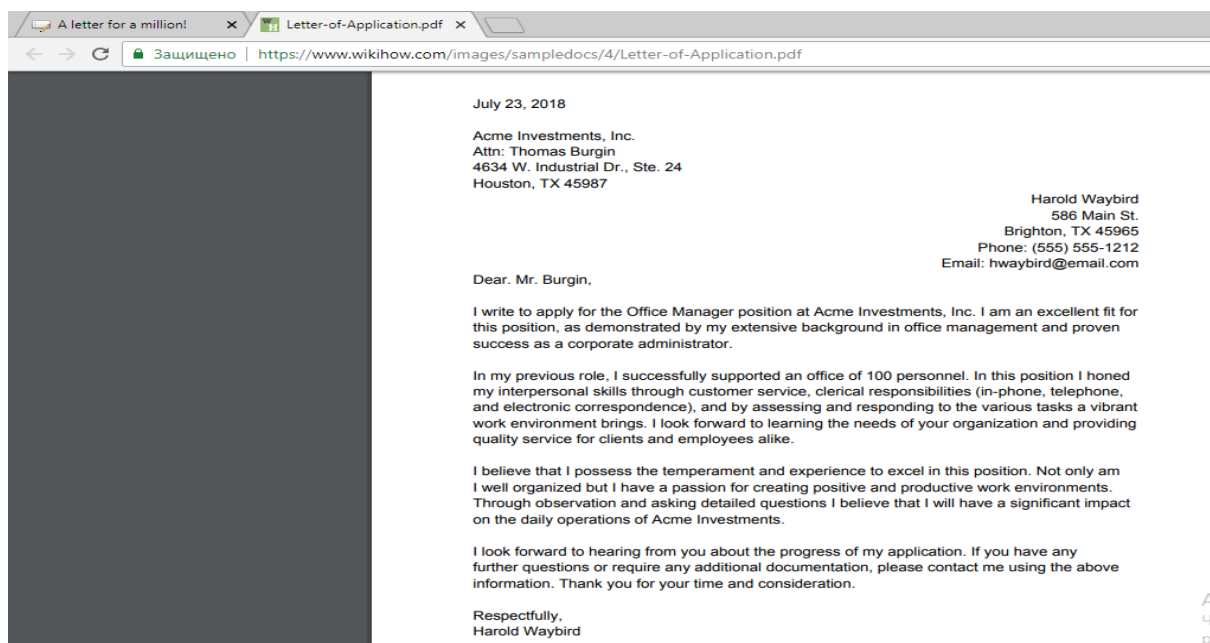 A letter for a million!
Letter-of-Application.pdf
Защищено | https://www.wikihow.com/images/sampledocs/4/Letter-of-Application.pdf
July 23, 2018
Acme Investments, Inc.
Attn: Thomas Burgin
4634 W. Industrial Dr., Ste. 24
Houston, TX 45987
Harold Waybird
586 Main St.
Brighton, TX 45965
Phone: (555) 555-1212
Email: hwaybird@email.com
Dear. Mr. Burgin,
I write to apply for the Office Manager position at Acme Investments, Inc. I am an excellent fit for
this position, as demonstrated by my extensive background in office management and proven
success as a corporate administrator.
In my previous role, I successfully supported an office of 100 personnel. In this position I honed
my interpersonal skills through customer service, clerical responsibilities (in-phone, telephone,
and electronic correspondence), and by assessing and responding to the various tasks a vibrant
work environment brings. I look forward to learning the needs of your organization and providing
quality service for clients and employees alike.
I believe that I possess the temperament and experience to excel in this position. Not only am
I well organized but I have a passion for creating positive and productive work environments.
Through observation and asking detailed questions I believe that I will have a significant impact
on the daily operations of Acme Investments.
I look forward to hearing from you about the progress of my application. If you have any
further questions or require any additional documentation, please contact me using the above
information. Thank you for your time and consideration.
Respectfully,
Harold Waybird